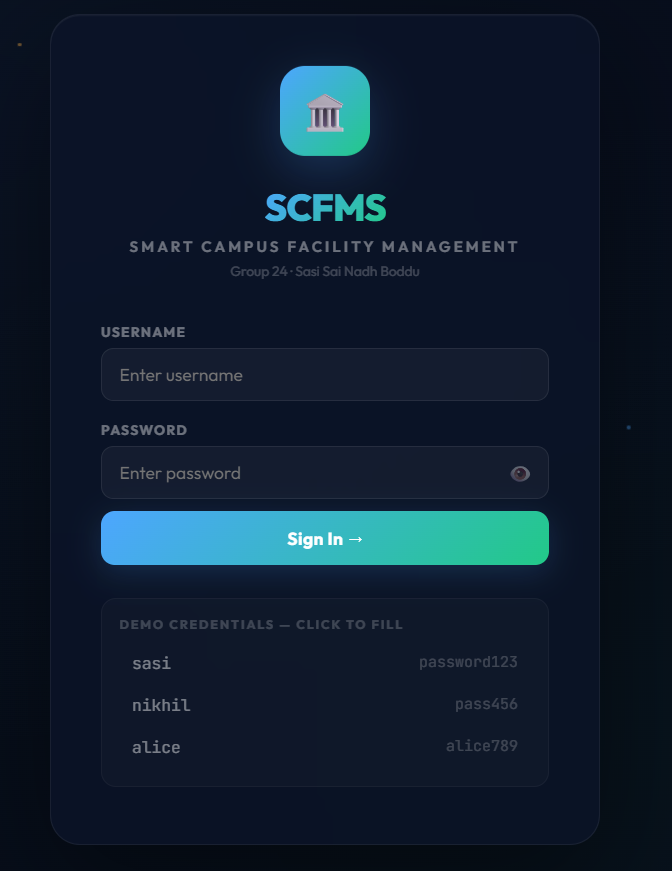 SCFMS
SMART CAMPUS FACILITY MANAGEMENT
Group 24 · Sasi Sai Nadh Boddu
USERNAME
Enter username
PASSWORD
Enter password
Sign In →
DEMO CREDENTIALS — CLICK TO FILL
sasi password123
nikhil pass456
alice alice789